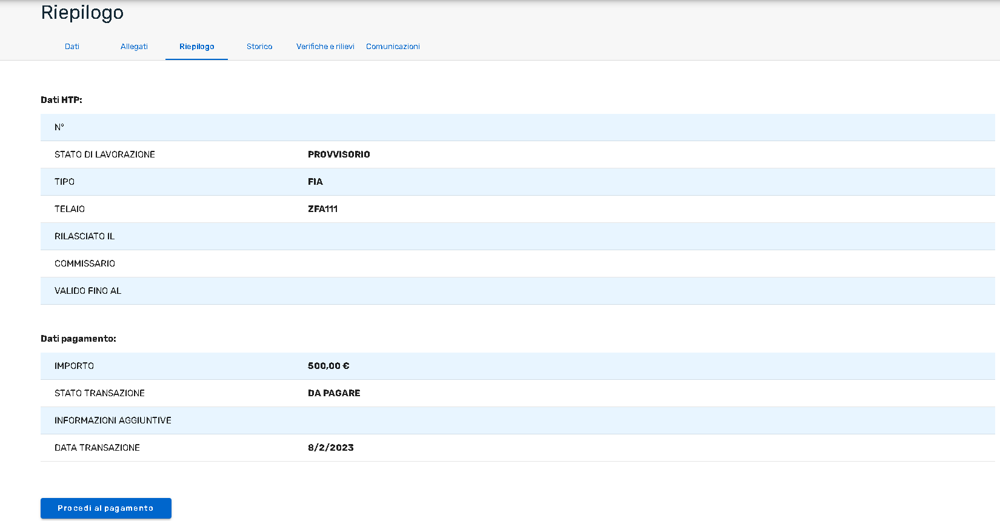 Riepilogo
Dati Allegati Riepilogo Storico Verifiche e rilievi Comunicazioni
Dati HTP:
N°
STATO DI LAVORAZIONE PROVVISORIO
TIPO FIA
TELAIO ZFA111
RILASCIATO IL
COMMISSARIO
VALIDO FINO AL
Dati pagamento:
IMPORTO 500,00 €
STATO TRANSAZIONE DA PAGARE
INFORMAZIONI AGGIUNTIVE
DATA TRANSAZIONE 8/2/2023
Procedi al pagamento